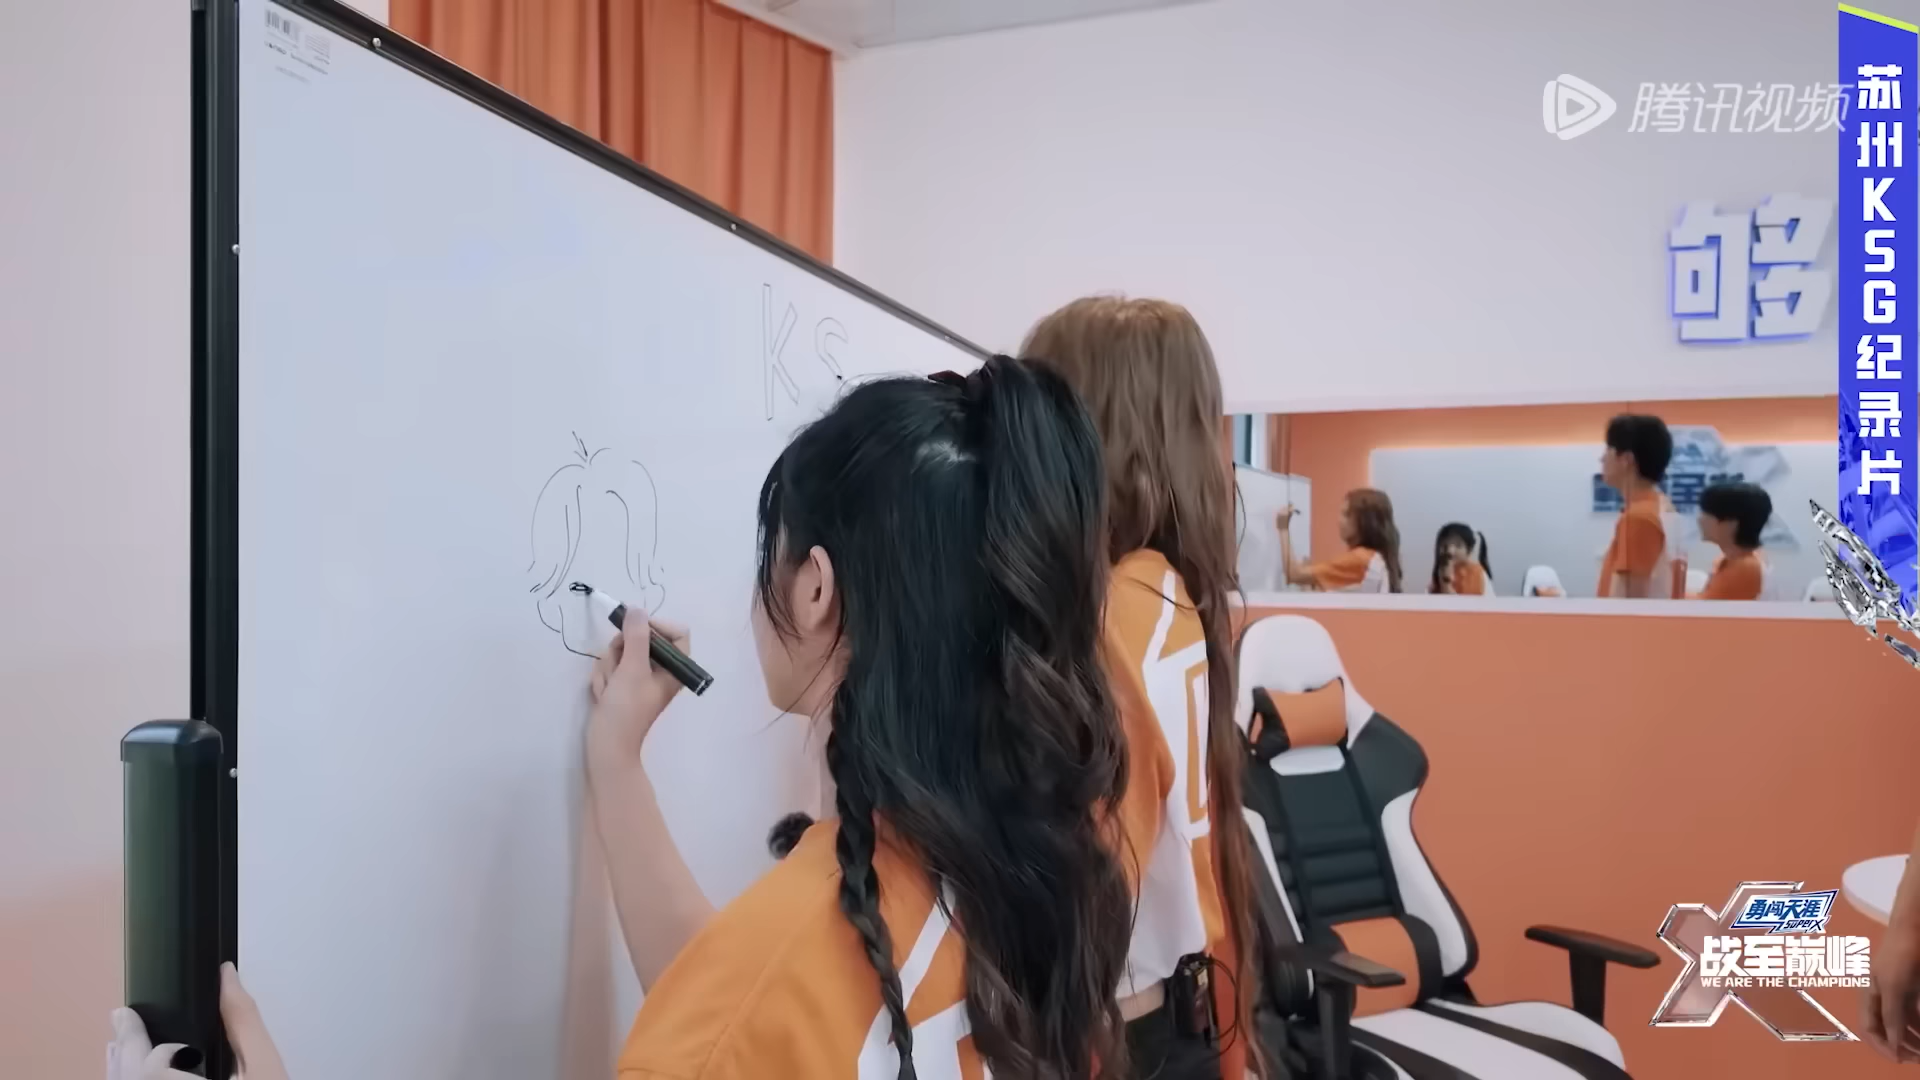 腾讯视频
苏州KSG纪录片
KS
够
勇闯天涯
SUPERX
战至巅峰
WE ARE THE CHAMPIONS